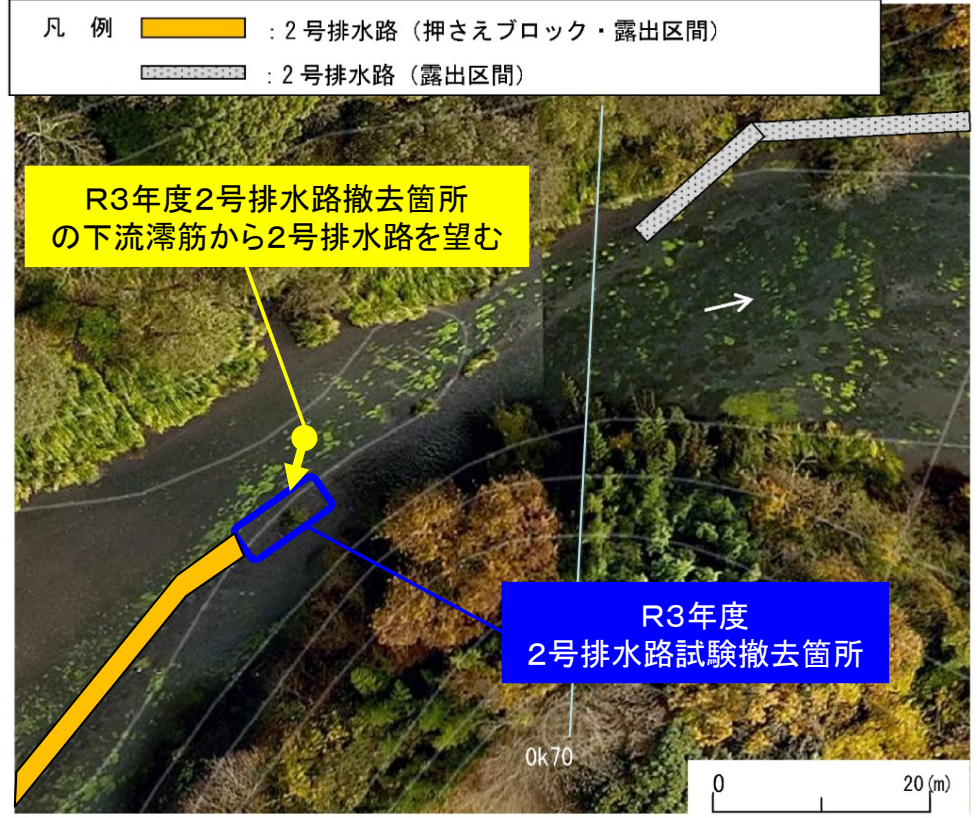 凡　例　：２号排水路（押さえブロック・露出区間）
：２号排水路（露出区間）
R3年度2号排水路撤去箇所
の下流澪筋から2号排水路を望む
R3年度
2号排水路試験撤去箇所
0k70
0　20(m)